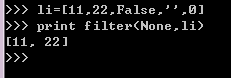 >>> li=[11,22,False,'',0]
>>> print filter(None,li)
[11, 22]
>>>